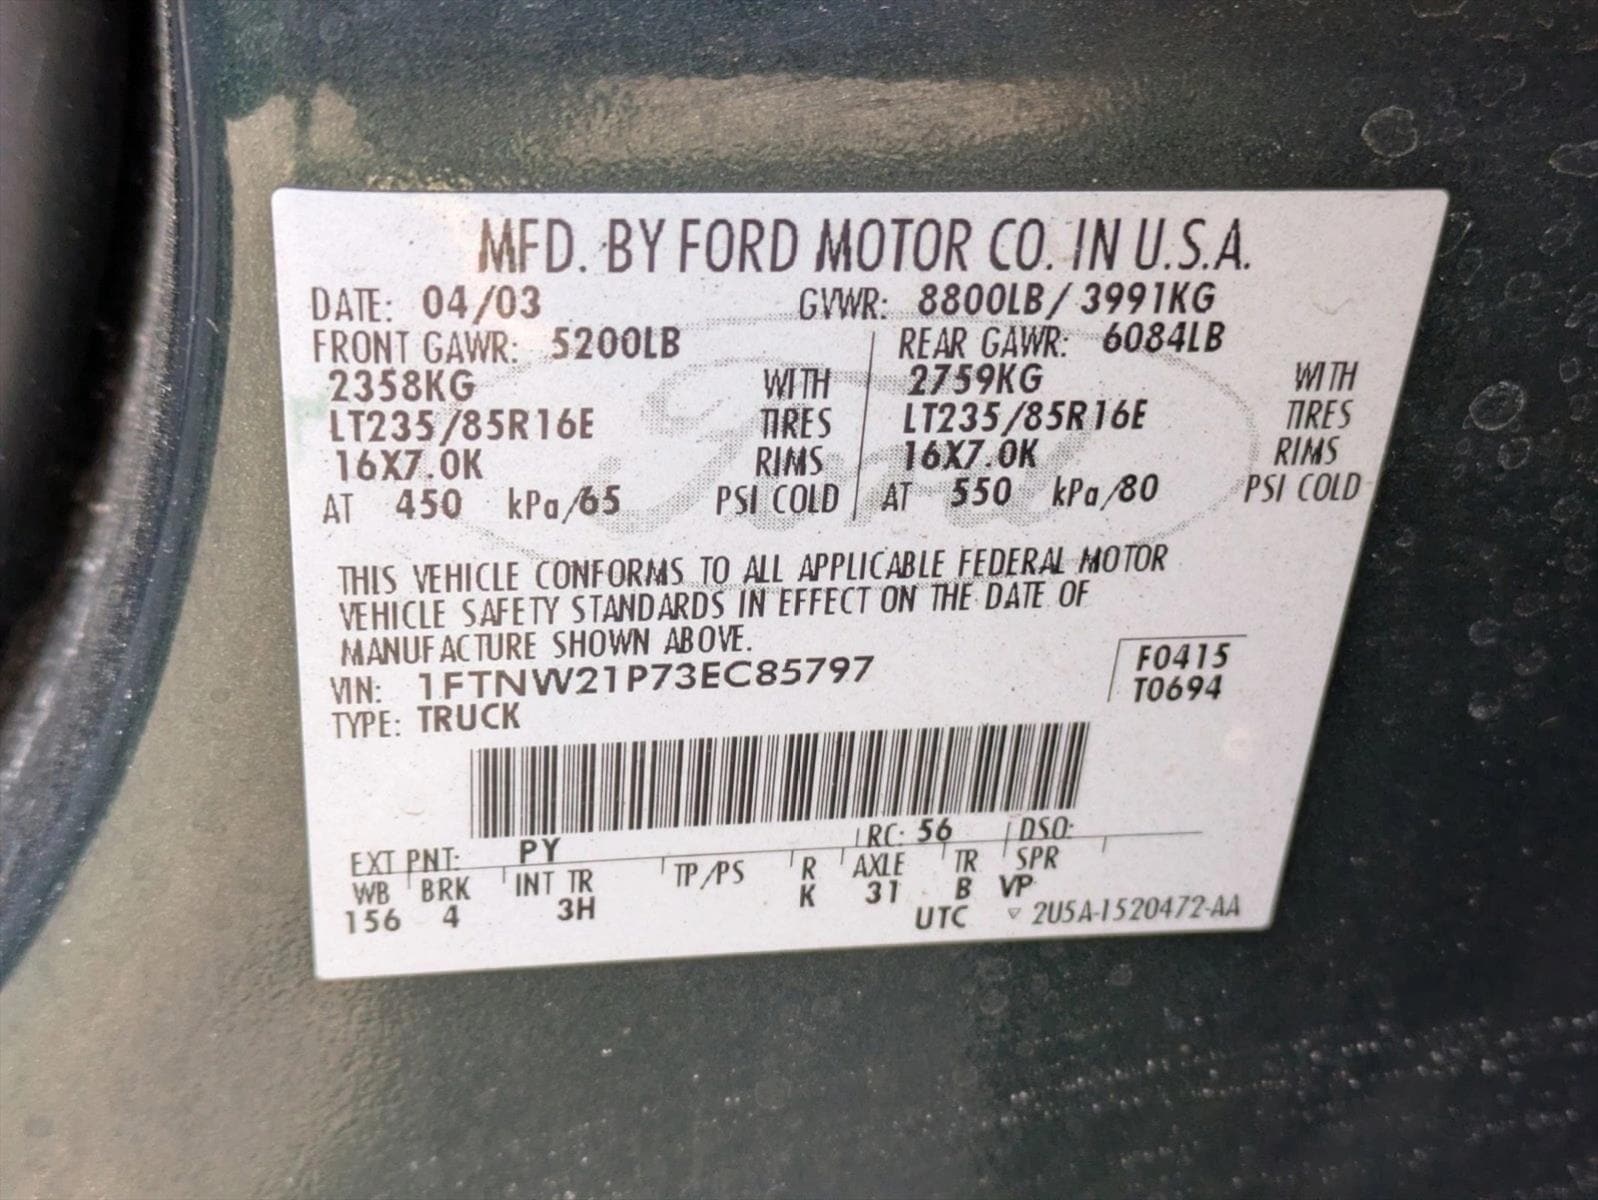 MFD. BY FORD MOTOR CO. IN U.S.A.
DATE: 04/03 GVWR: 8800LB / 3991KG
FRONT GAWR: 5200LB REAR GAWR: 6084LB
2358KG WITH 2759KG WITH
LT235/85R16E TIRES LT235/85R16E TIRES
16X7.0K RIMS 16X7.0K RIMS
AT 450 kPa/65 PSI COLD AT 550 kPa/80 PSI COLD
THIS VEHICLE CONFORMS TO ALL APPLICABLE FEDERAL MOTOR
VEHICLE SAFETY STANDARDS IN EFFECT ON THE DATE OF
MANUFACTURE SHOWN ABOVE.
VIN: 1FTNW21P73EC85797
TYPE: TRUCK
F0415
T0694
EXT PNT: PY RC: 56 DSO:
WB BRK INT TR TP/PS R AXLE TR SPR
156 4 3H K 31 B VP
UTC ▽ 2U5A-1520472-AA
Ford